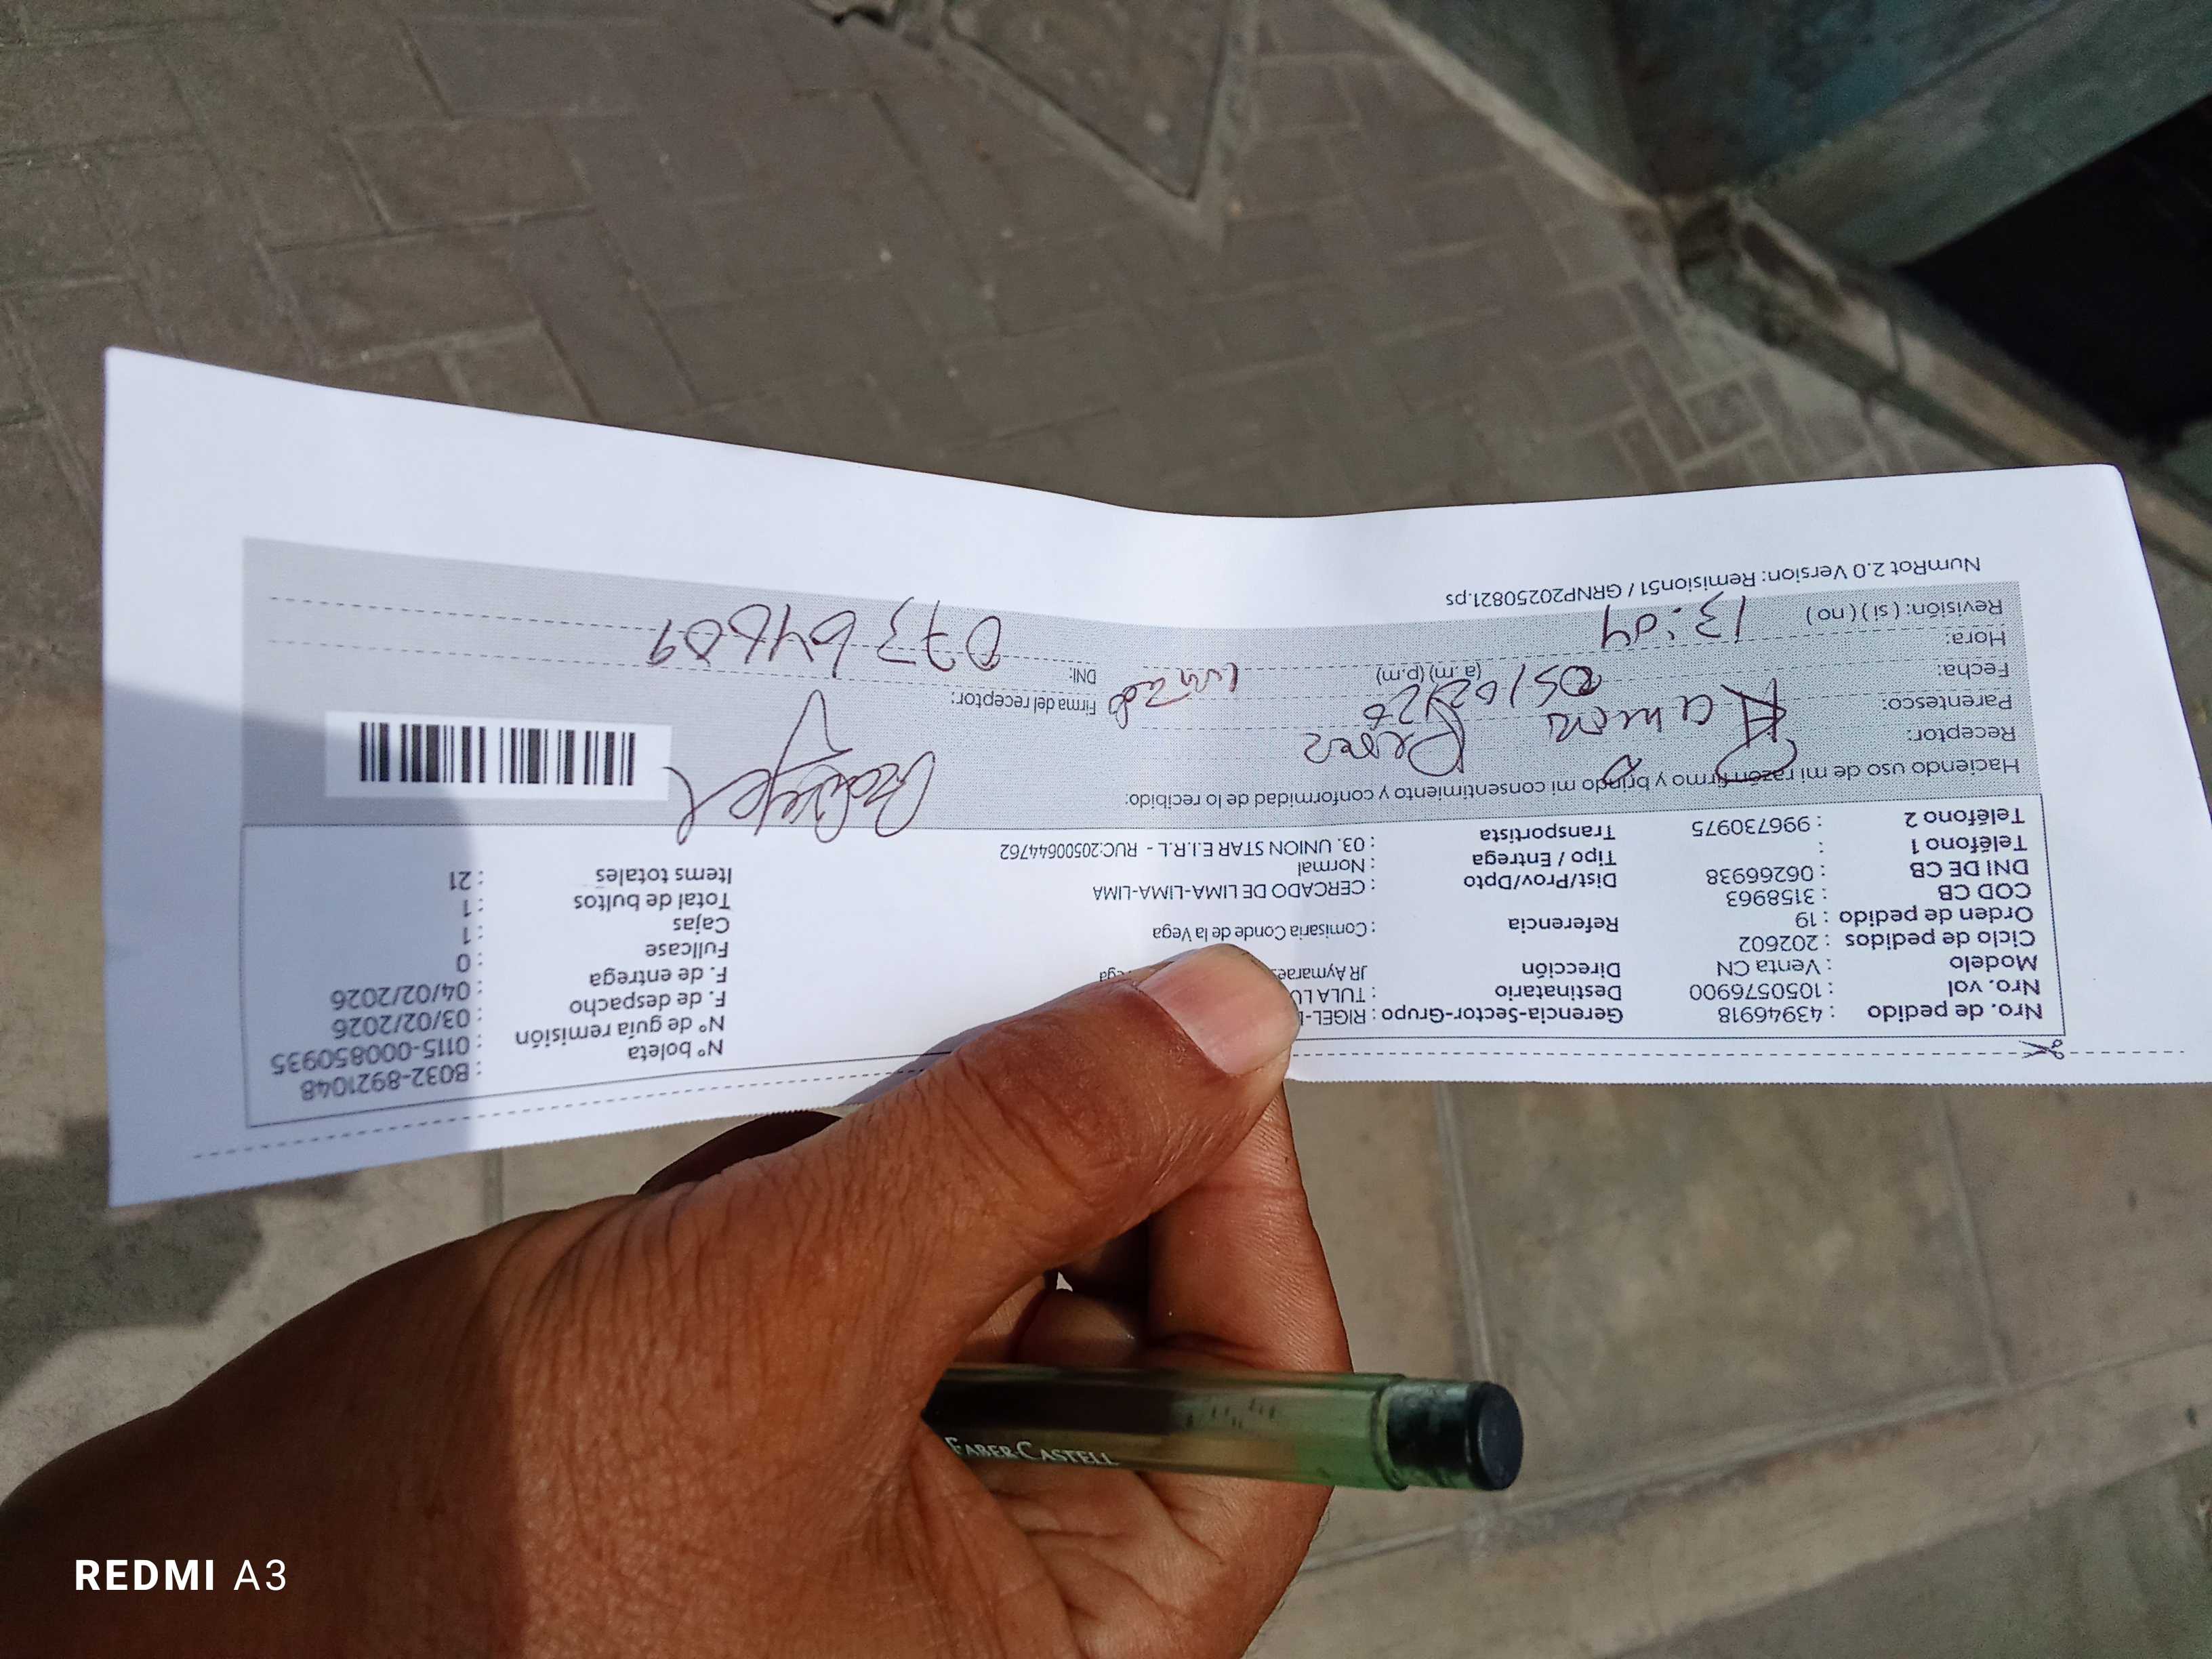 Nro. de pedido : 43946918 Gerencia-Sector-Grupo : RIGEL- Nº boleta : B032-8921048
Nro. vol. : 1050576900 Destinatario : TULA Nº de guía remisión : 0115-000850935
Modelo : Venta CN Dirección JR Aymaraes F. de despacho : 03/02/2026
Ciclo de pedidos : 202602 F. de entrega : 04/02/2026
Orden de pedido : 19 Referencia : Comisaria Conde de la Vega Fullcase : 0
COD CB : 3158963 Cajas : 1
DNI DE CB : 06266938 Dist/Prov/Dpto : CERCADO DE LIMA-LIMA-LIMA Total de bultos : 1
Teléfono 1 : Tipo / Entrega : Normal Items totales : 21
Teléfono 2 : 996730975 Transportista : 03. UNION STAR E.I.R.L - RUC:20500644762
Haciendo uso de mi razón firmo y brindo mi consentimiento y conformidad de lo recibido:
Receptor: Ramon Perez
Parentesco:
Firma del receptor:
Fecha: 05/02/26
DNI: 07364609
Hora: 13:04 (a.m) (p.m)
Revisión: ( si ) ( no )
NumRot 2.0 Version: Remision51 / GRNP20250821.ps
FABER-CASTELL
REDMI A3